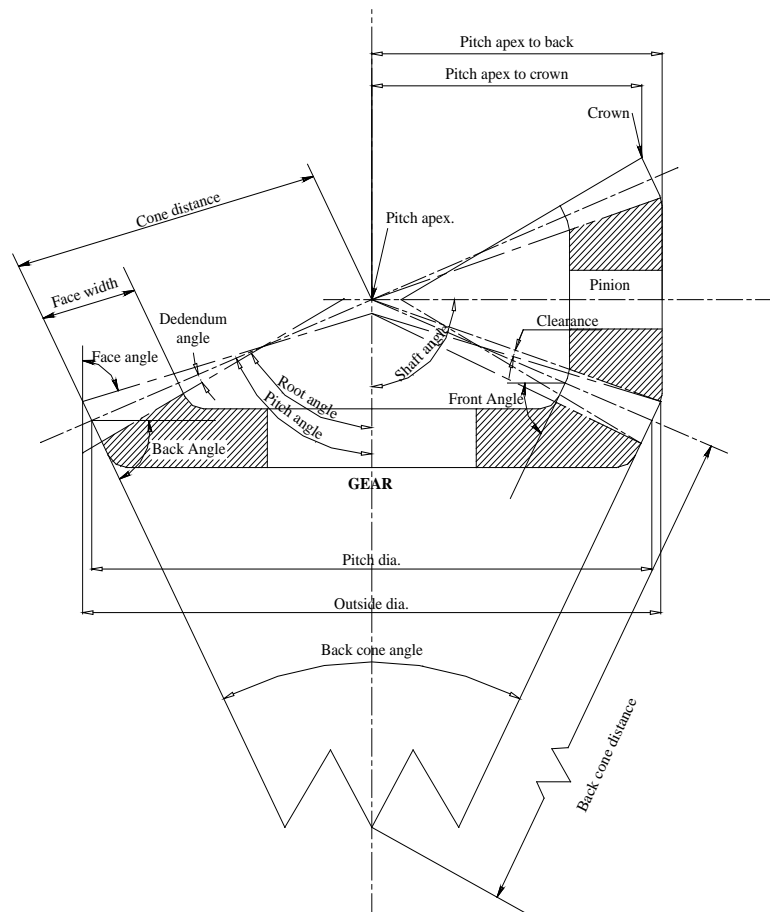 Pitch apex to back
Pitch apex to crown
Crown
Cone distance
Pitch apex.
Face width
Pinion
Dedendum
angle
Clearance
Face angle
Shaft angle
Root angle
Front Angle
Pitch angle
Back Angle
GEAR
Pitch dia.
Outside dia.
Back cone angle
Back cone distance